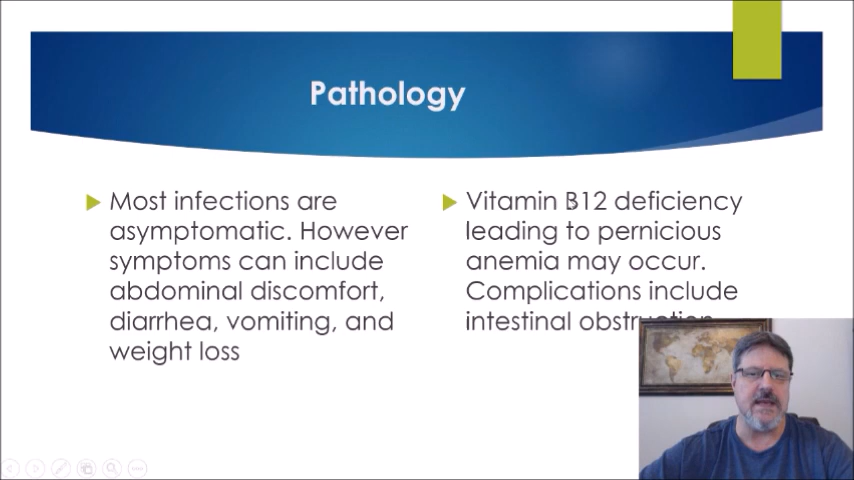 Pathology
Most infections are
asymptomatic. However
symptoms can include
abdominal discomfort,
diarrhea, vomiting, and
weight loss
Vitamin B12 deficiency
leading to pernicious
anemia may occur.
Complications include
intestinal obstruction